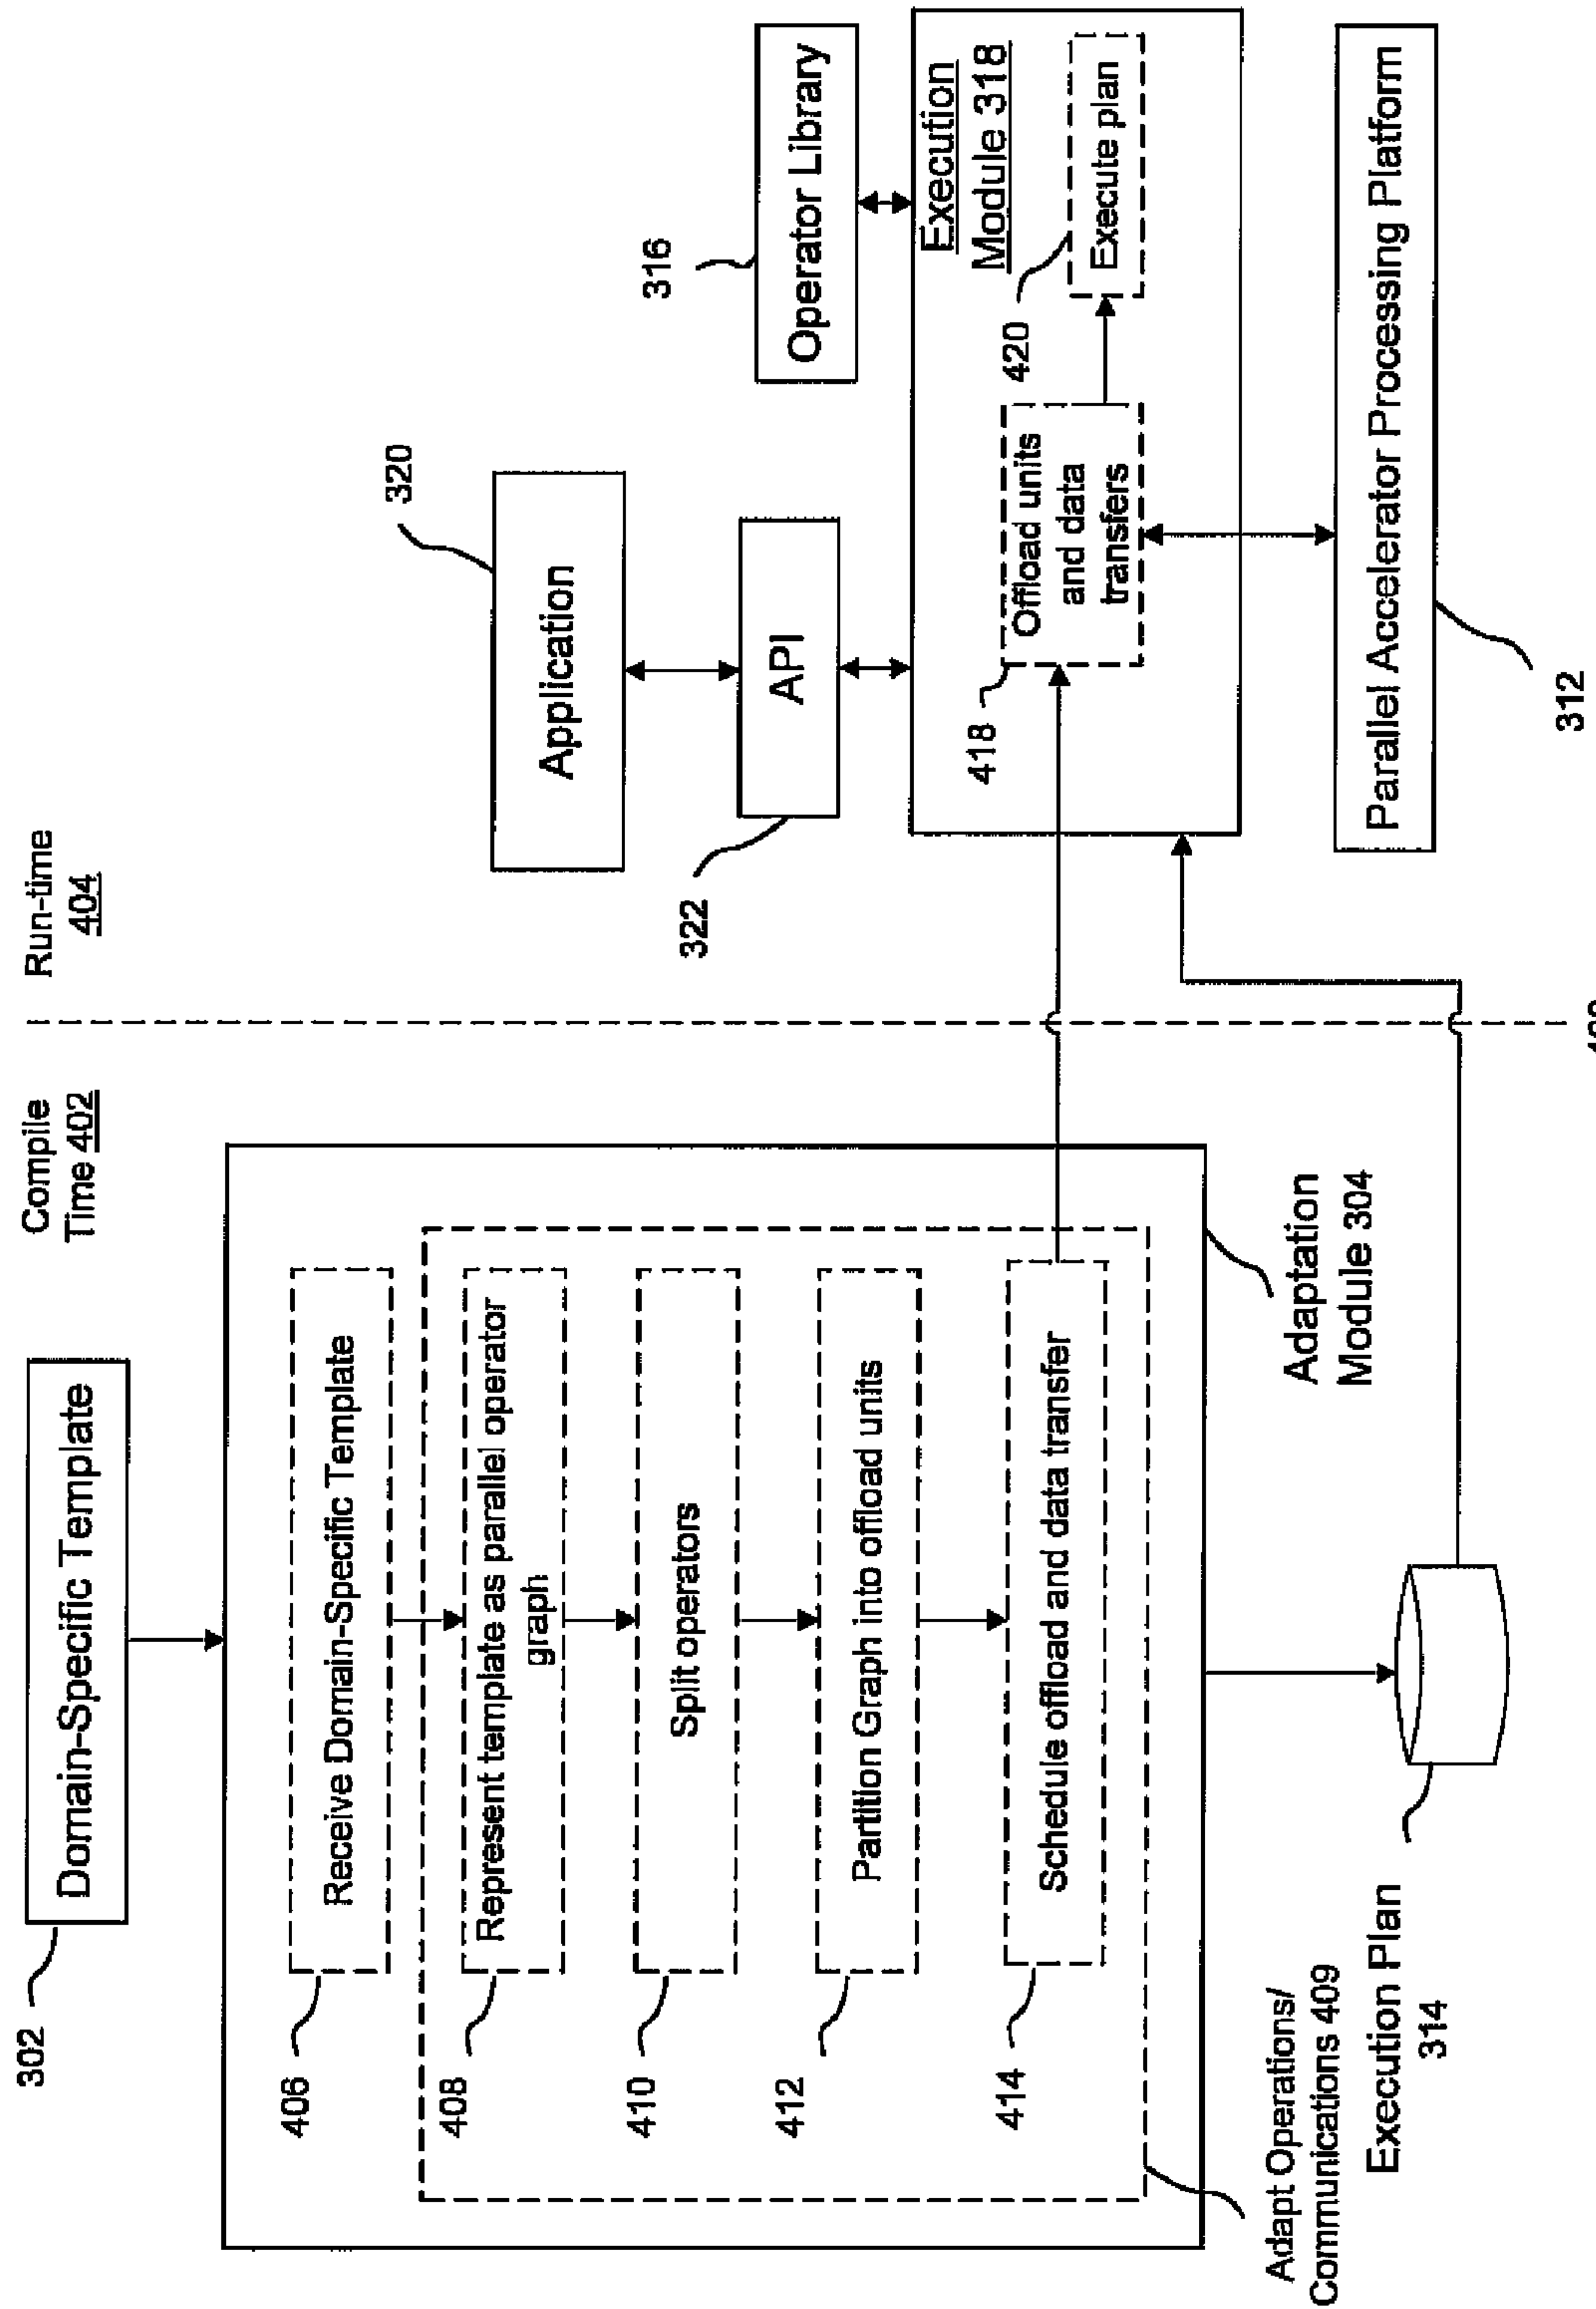 Compile
Time 402
Run-time
404
302
Domain-Specific Template
406
Receive Domain-Specific Template
408
Represent template as parallel operator
graph
410
Split operators
412
Partition Graph into offload units
414
Schedule offload and data transfer
Adapt Operations/
Communications 409
Adaptation
Module 304
Execution Plan
314
320
Application
322
API
316
Operator Library
Execution
Module 318
418
Offload units
and data
transfers
420
Execute plan
Parallel Accelerator Processing Platform
312